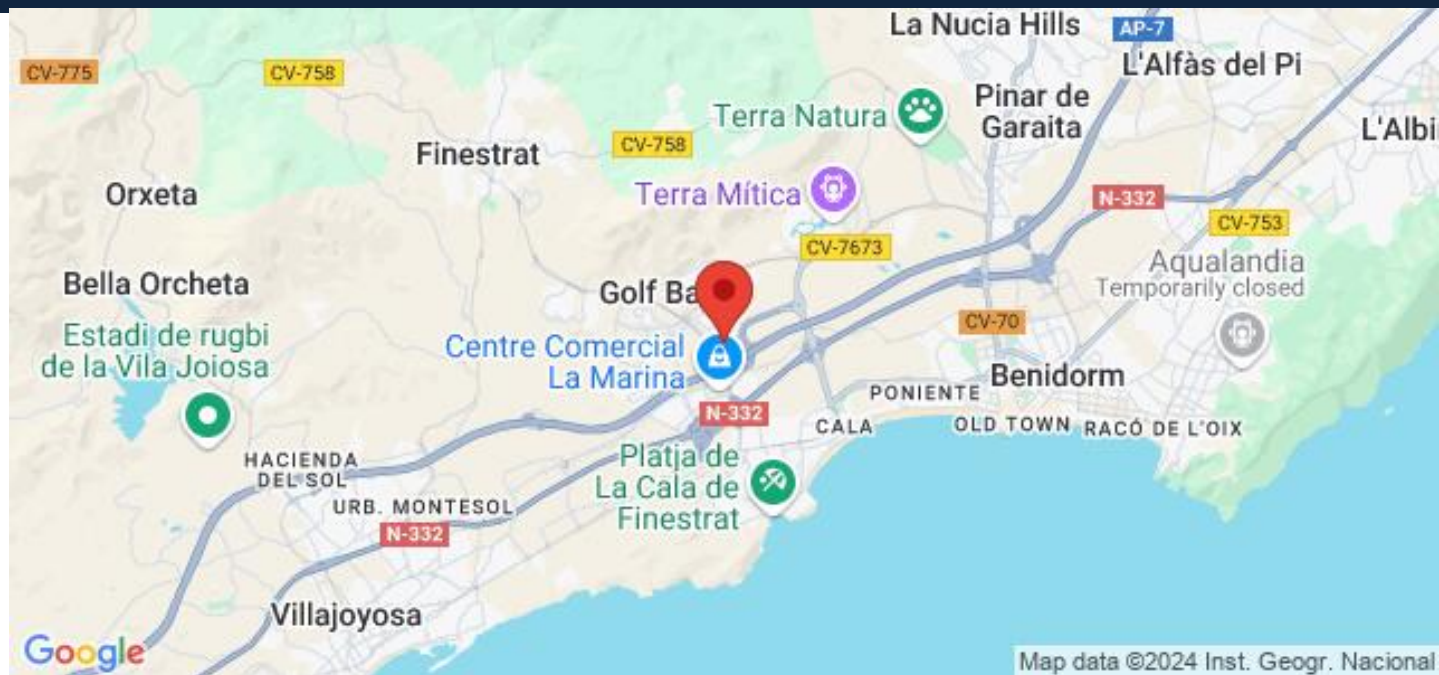 La Nucia Hills
AP-7
CV-775
CV-758
L'Alfàs del Pi
Terra Natura
Pinar de
Garaita
L'Albi
Finestrat
CV-758
Orxeta
Terra Mítica
N-332
CV-753
CV-7673
Bella Orcheta
Golf Ba
Aqualandia
Temporarily closed
Estadi de rugbi
de la Vila Joiosa
Centre Comercial
La Marina
CV-70
Benidorm
PONIENTE
N-332
CALA
OLD TOWN
RACÓ DE L'OIX
HACIENDA
DEL SOL
Platja de
La Cala de
Finestrat
URB. MONTESOL
N-332
Villajoyosa
Google
Map data ©2024 Inst. Geogr. Nacional